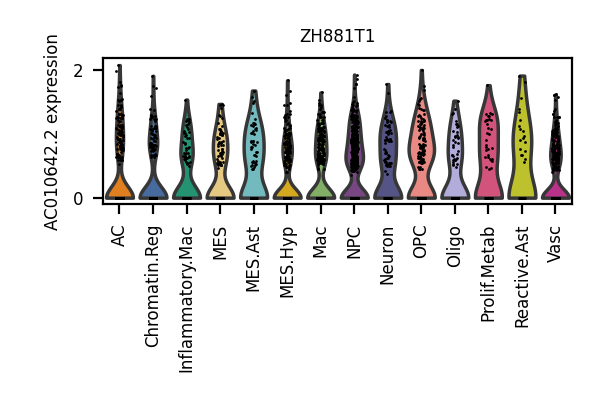 ZH881T1
AC010642.2 expression
2
0
AC
Chromatin.Reg
Inflammatory.Mac
MES
MES.Ast
MES.Hyp
Mac
NPC
Neuron
OPC
Oligo
Prolif.Metab
Reactive.Ast
Vasc